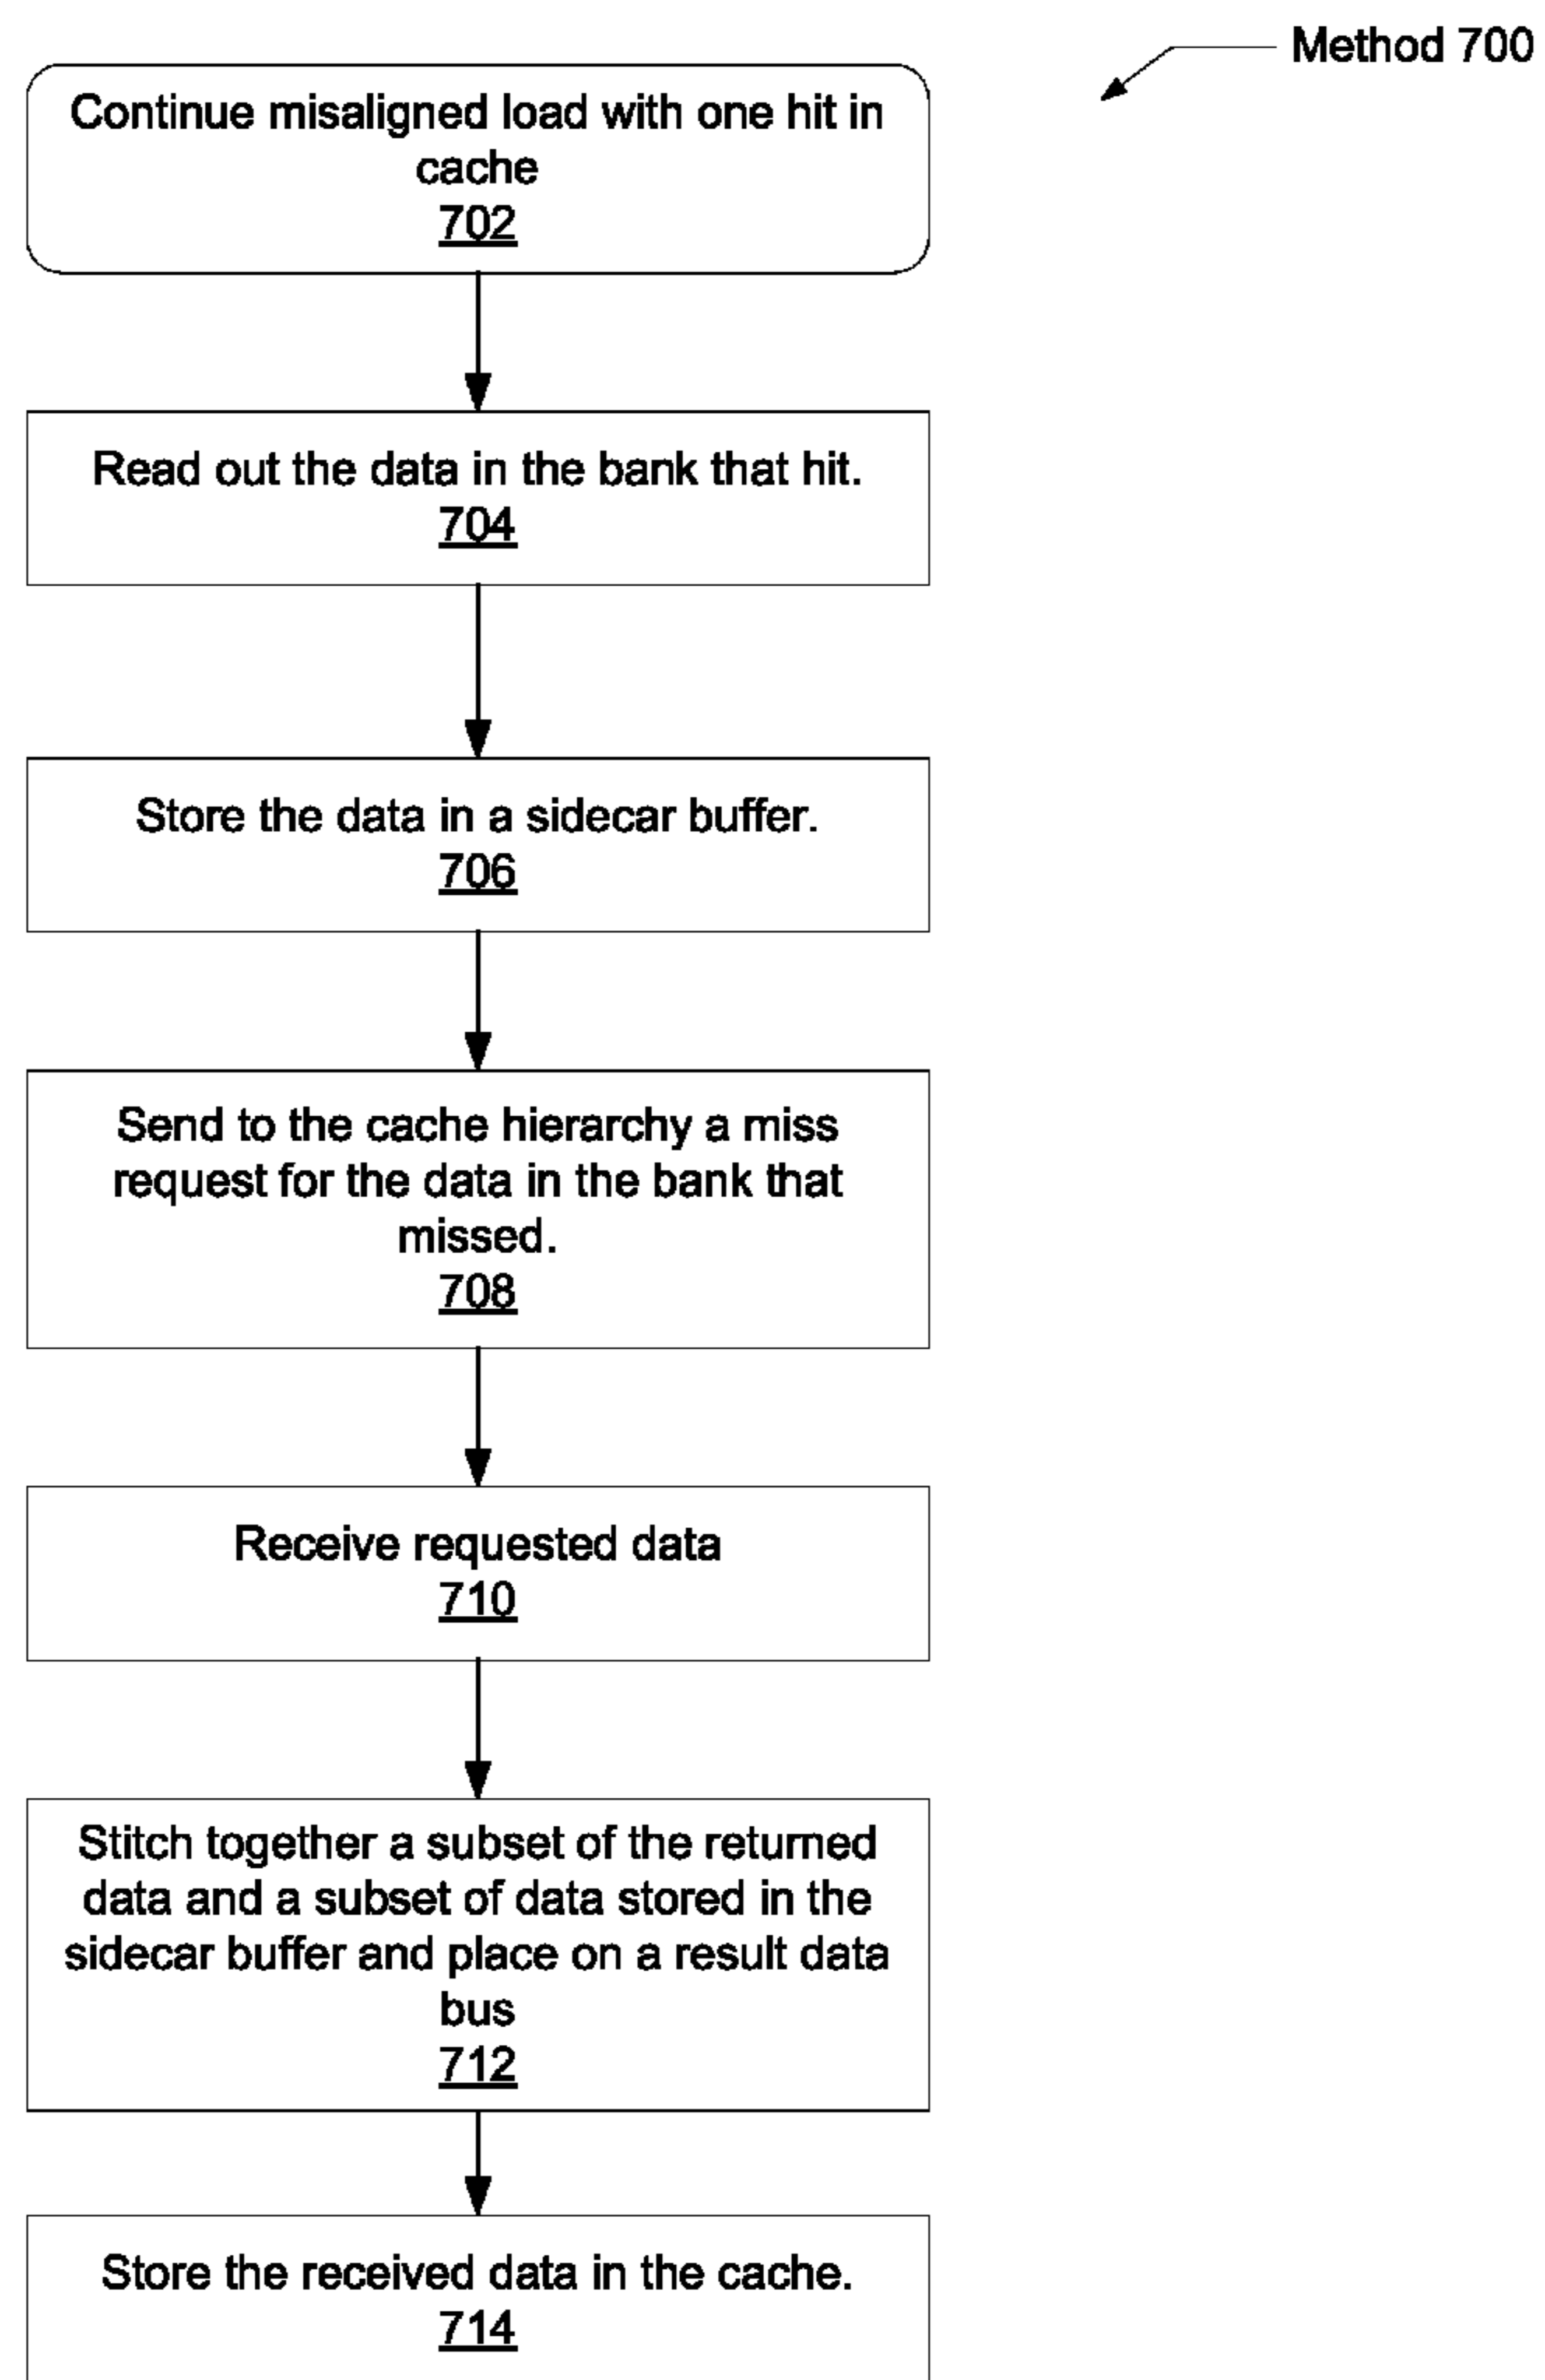 Method 700
Continue misaligned load with one hit in
cache
702
Read out the data in the bank that hit.
704
Store the data in a sidecar buffer.
706
Send to the cache hierarchy a miss
request for the data in the bank that
missed.
708
Receive requested data
710
Stitch together a subset of the returned
data and a subset of data stored in the
sidecar buffer and place on a result data
bus
712
Store the received data in the cache.
714